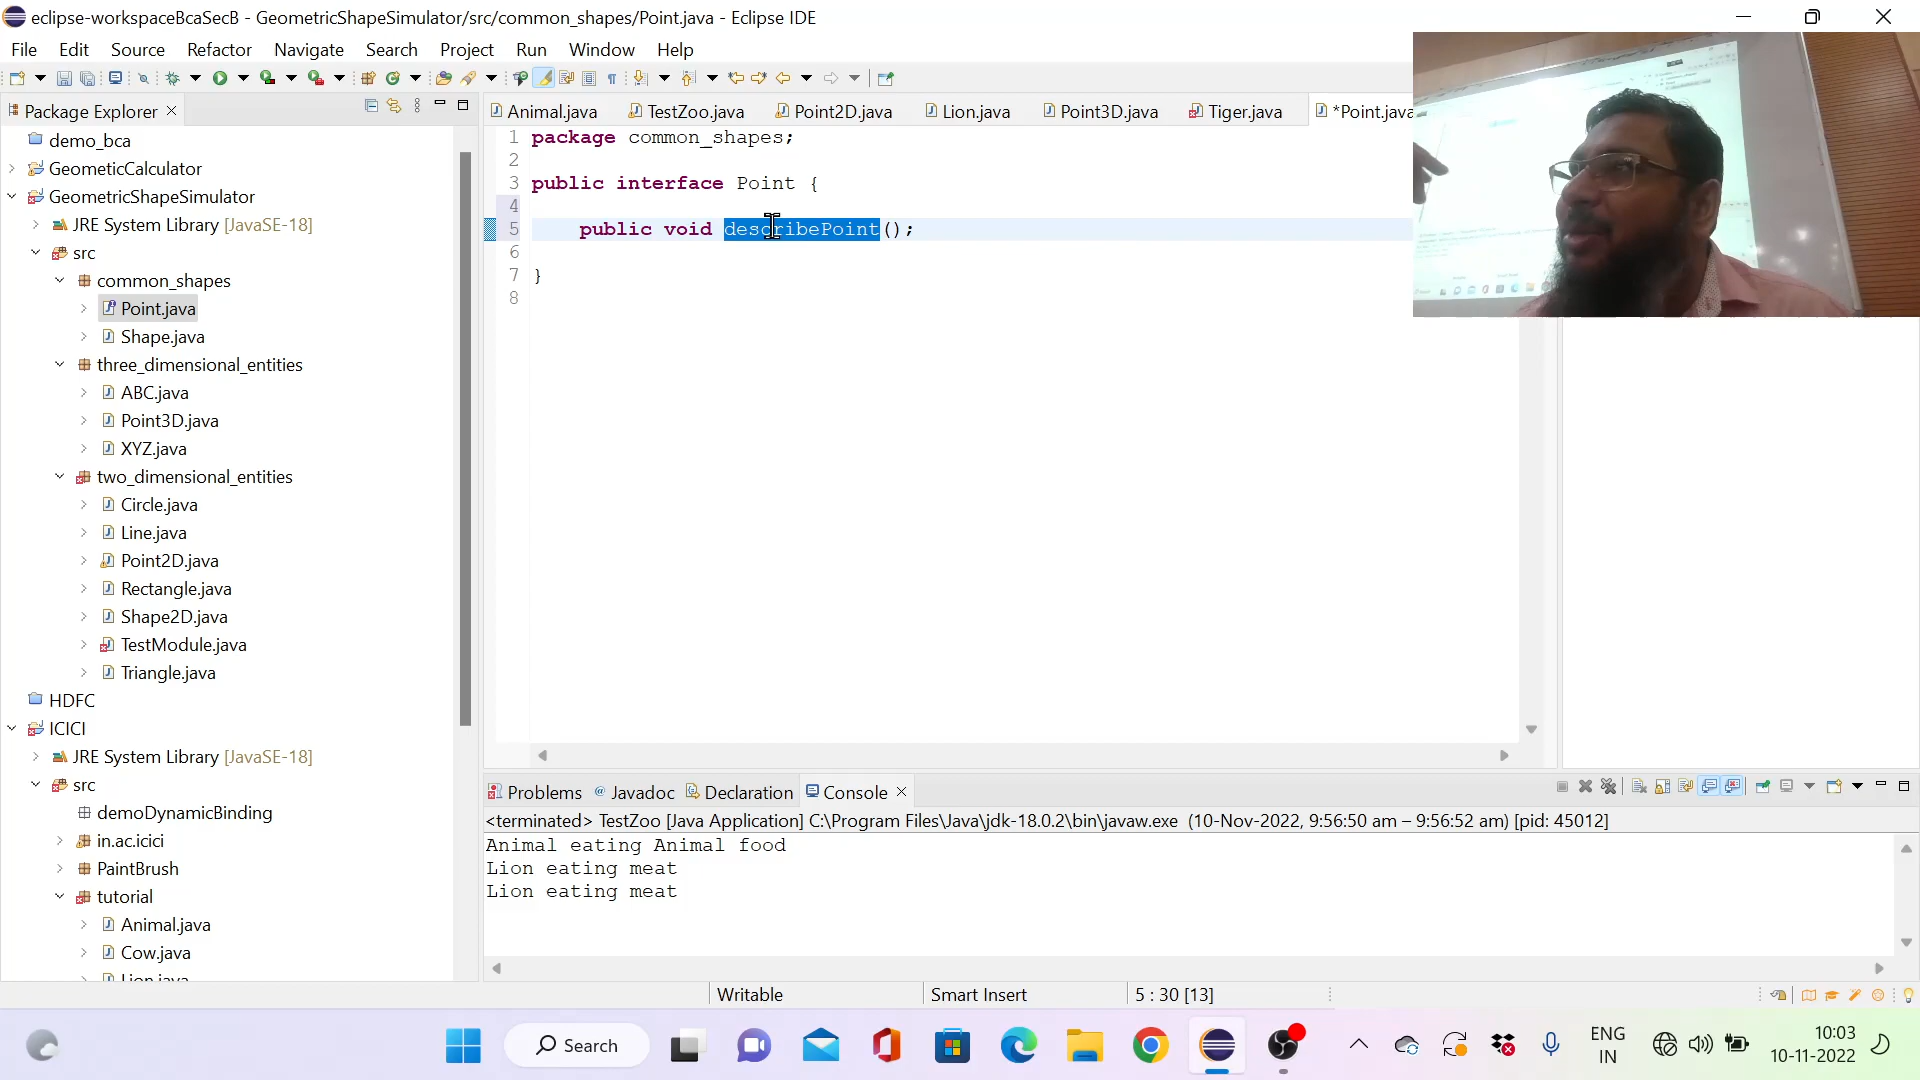 eclipse-workspaceBcaSecB - GeometricShapeSimulator/src/common_shapes/Point.java - Eclipse IDE
File Edit Source Refactor Navigate Search Project Run Window Help
Package Explorer
demo_bca
GeometicCalculator
GeometricShapeSimulator
JRE System Library [JavaSE-18]
src
common_shapes
Point.java
Shape.java
three_dimensional_entities
ABC.java
Point3D.java
XYZ.java
two_dimensional_entities
Circle.java
Line.java
Point2D.java
Rectangle.java
Shape2D.java
TestModule.java
Triangle.java
HDFC
ICICI
JRE System Library [JavaSE-18]
src
demoDynamicBinding
in.ac.icici
PaintBrush
tutorial
Animal.java
Cow.java
Lion.java
Animal.java TestZoo.java Point2D.java Lion.java Point3D.java Tiger.java *Point.java
1 package common_shapes;
2
3 public interface Point {
4
5 public void describePoint();
6
7 }
8
Problems Javadoc Declaration Console
<terminated> TestZoo [Java Application] C:\Program Files\Java\jdk-18.0.2\bin\javaw.exe (10-Nov-2022, 9:56:50 am – 9:56:52 am) [pid: 45012]
Animal eating Animal food
Lion eating meat
Lion eating meat
Writable Smart Insert 5 : 30 [13]
Search
ENG
IN
10:03
10-11-2022